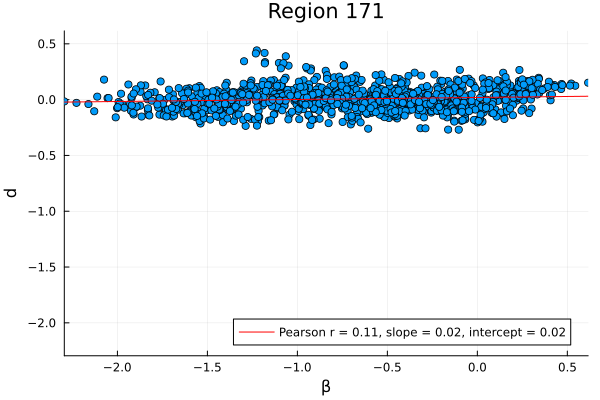 Region 171
0.5
0.0
−0.5
−1.0
−1.5
−2.0
d
Pearson r = 0.11, slope = 0.02, intercept = 0.02
−2.0 −1.5 −1.0 −0.5 0.0 0.5
β